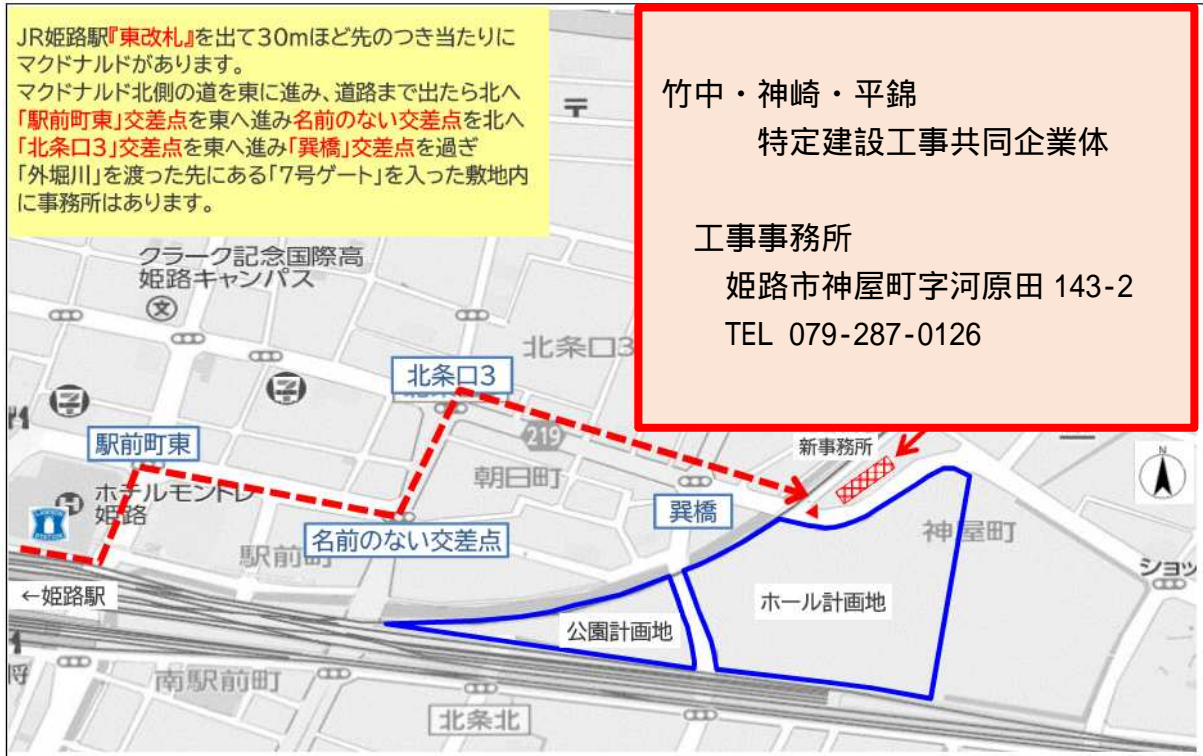 JR姫路駅『東改札』を出て30mほど先のつき当たりに
マクドナルドがあります。
マクドナルド北側の道を東に進み、道路まで出たら北へ
「駅前町東」交差点を東へ進み名前のない交差点を北へ
「北条口3」交差点を東へ進み「巽橋」交差点を過ぎ
「外堀川」を渡った先にある「7号ゲート」を入った敷地内
に事務所はあります。
竹中・神崎・平錦
特定建設工事共同企業体
工事事務所
姫路市神屋町字河原田 143-2
TEL 079-287-0126
クラーク記念国際高
姫路キャンパス
文
北条口3
北条口3
駅前町東
219
新事務所
N
朝日町
ホテルモントレ
姫路
H
巽橋
名前のない交差点
駅前町
神屋町
ショッ
←姫路駅
ホール計画地
公園計画地
南駅前町
北条北